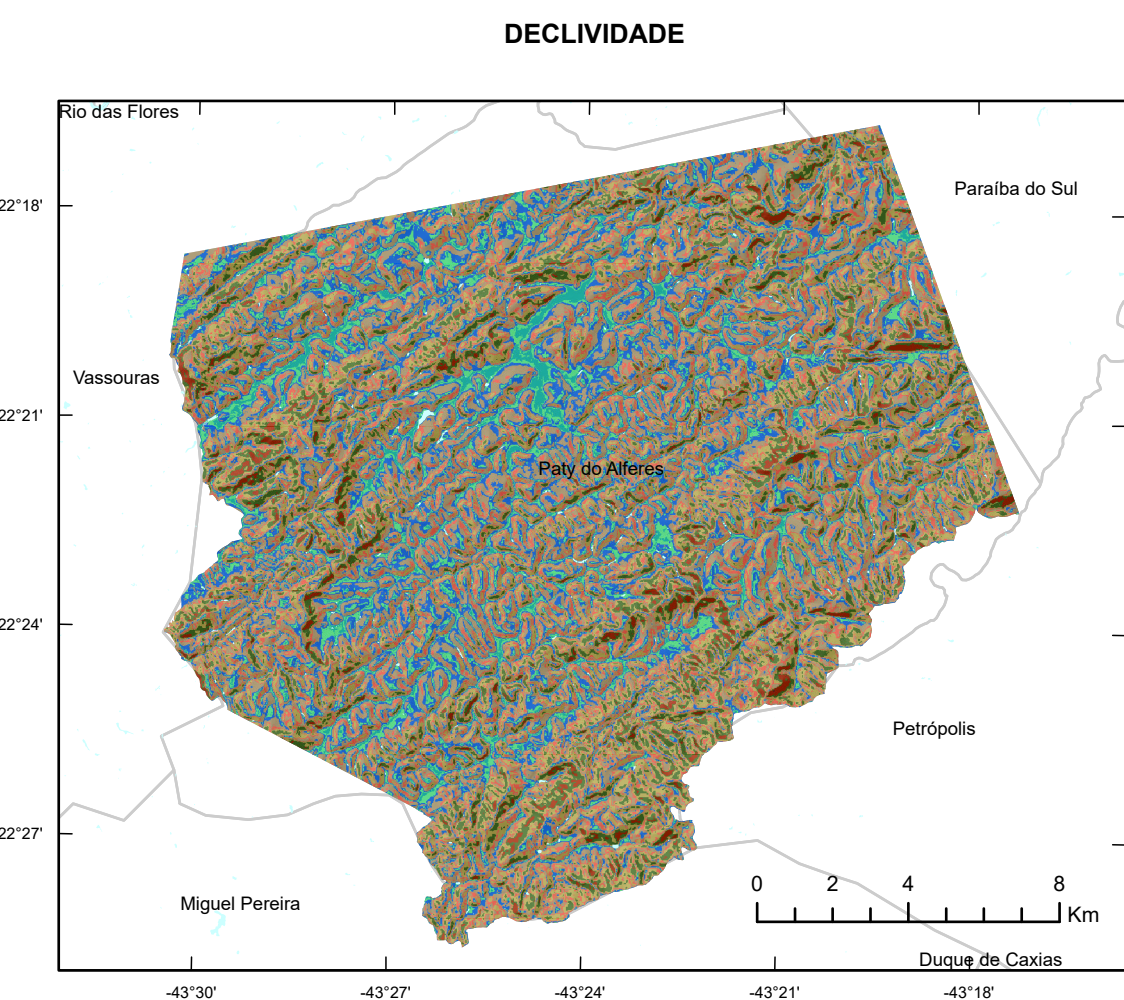 DECLIVIDADE
Rio das Flores
Paraíba do Sul
22°18'
Vassouras
22°21'
Paty do Alferes
22°24'
Petrópolis
22°27'
0 2 4 8
Km
Miguel Pereira
Duque de Caxias
-43°30' -43°27' -43°24' -43°21' -43°18'